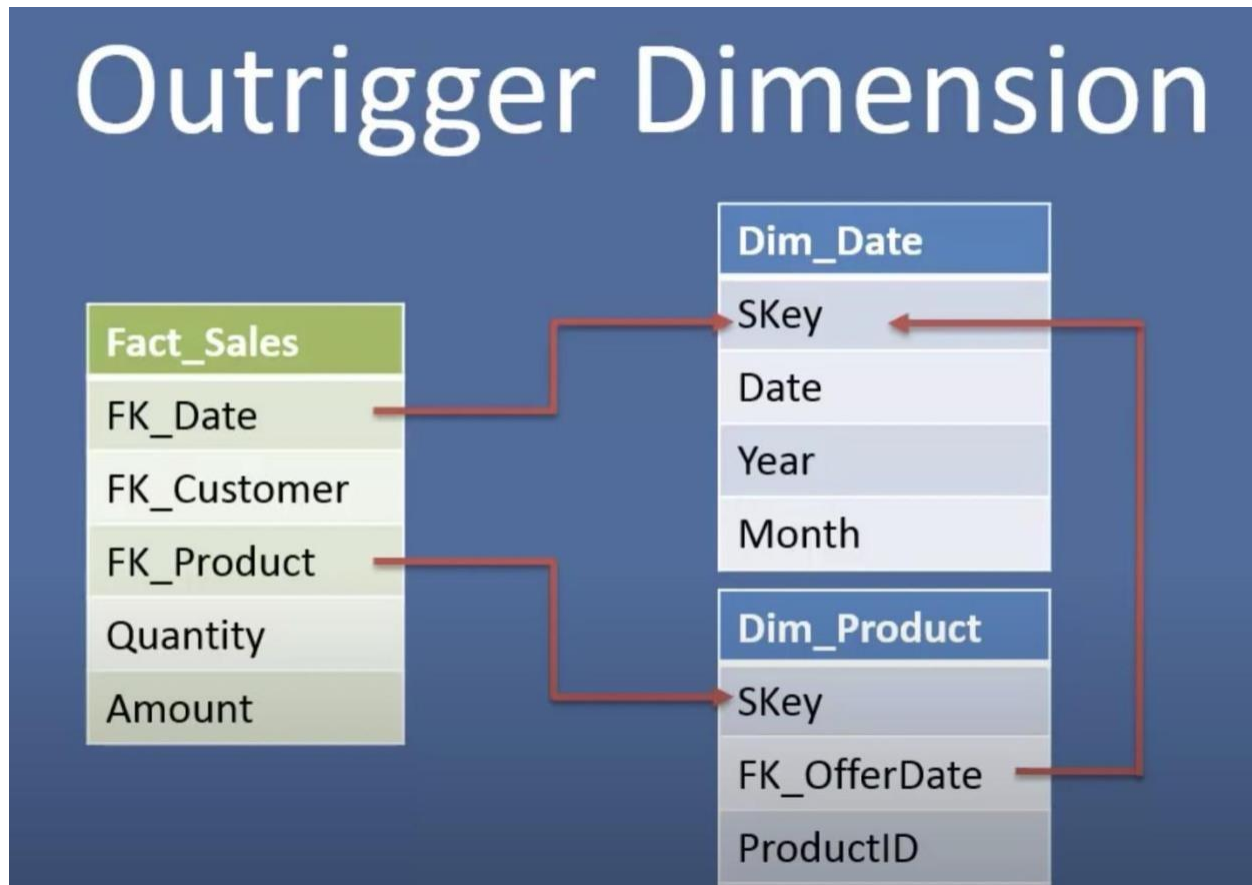 Outrigger Dimension
Fact_Sales
FK_Date
FK_Customer
FK_Product
Quantity
Amount
Dim_Date
SKey
Date
Year
Month
Dim_Product
SKey
FK_OfferDate
ProductID